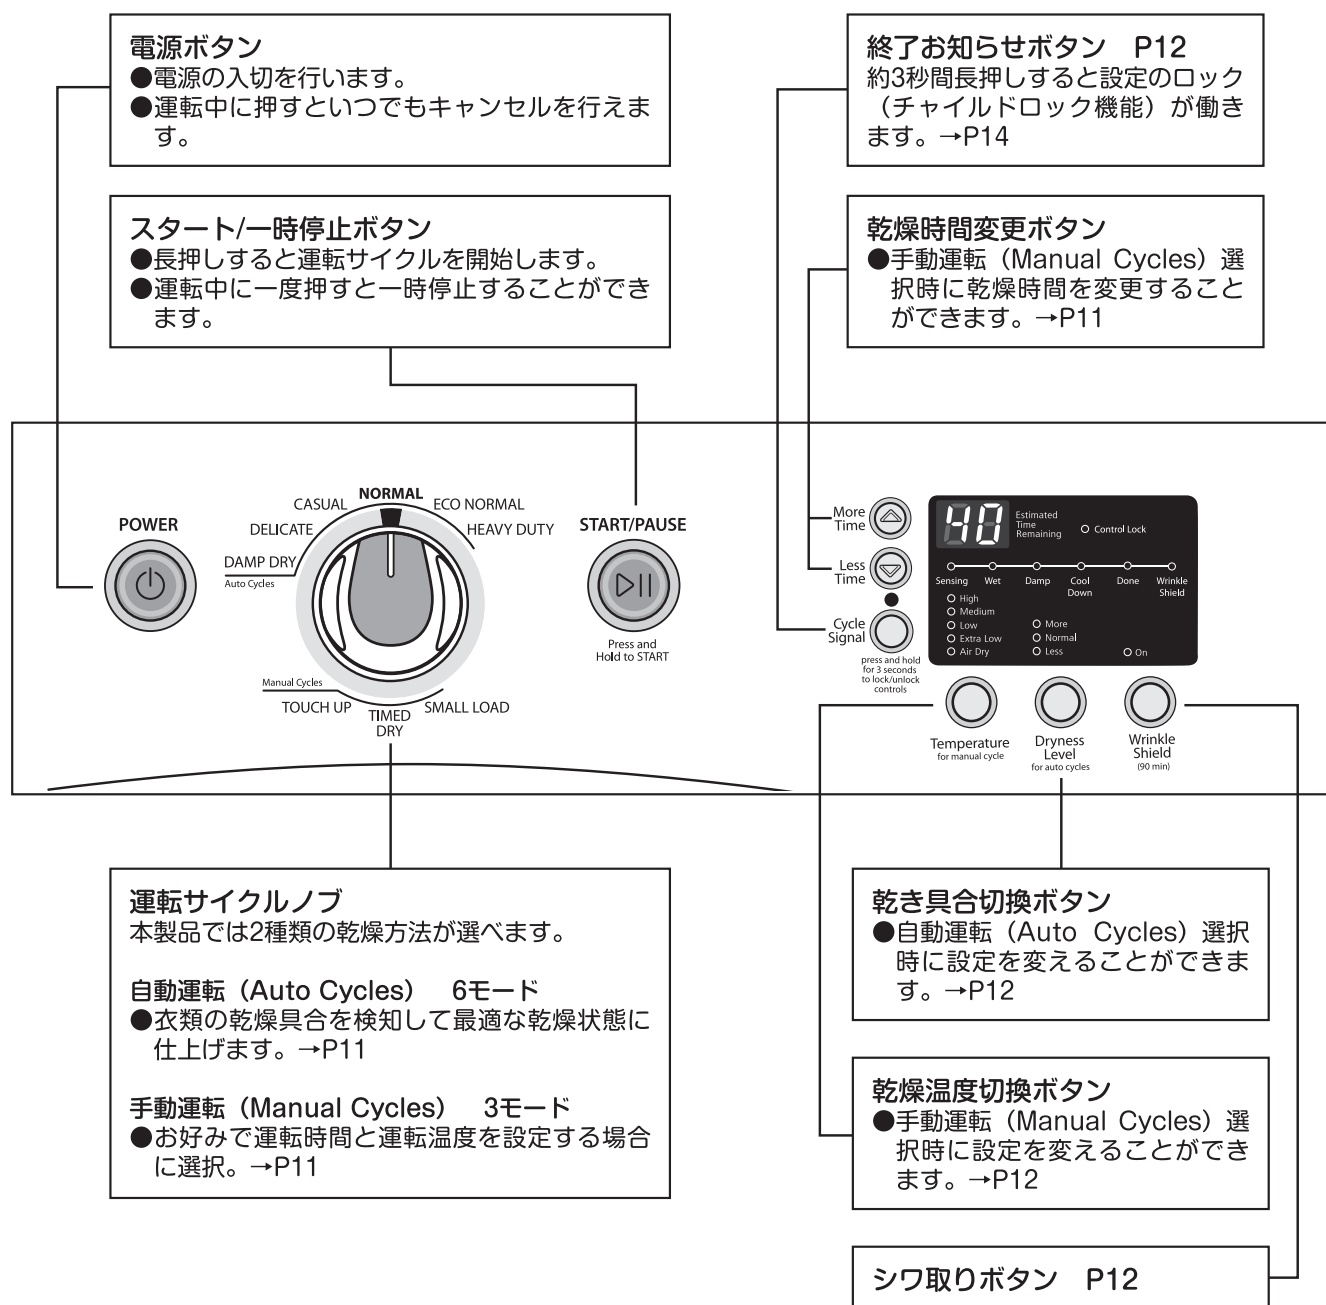 電源ボタン
●電源の入切を行います。
●運転中に押すといつでもキャンセルを行えま
す。
スタート/一時停止ボタン
●長押しすると運転サイクルを開始します。
●運転中に一度押すと一時停止することができ
ます。
終了お知らせボタン　P12
約3秒間長押しすると設定のロック
（チャイルドロック機能）が働き
ます。→P14
乾燥時間変更ボタン
●手動運転（Manual Cycles）選
択時に乾燥時間を変更すること
ができます。→P11
POWER
CASUAL
NORMAL
ECO NORMAL
DELICATE
HEAVY DUTY
DAMP DRY
Auto Cycles
Manual Cycles
TOUCH UP
TIMED
DRY
SMALL LOAD
START/PAUSE
Press and
Hold to START
More
Time
Less
Time
Cycle
Signal
press and hold
for 3 seconds
to lock/unlock
controls
40
Estimated
Time
Remaining
Control Lock
Sensing
Wet
Damp
Cool
Down
Done
Wrinkle
Shield
High
Medium
Low
Extra Low
Air Dry
More
Normal
Less
On
Temperature
for manual cycle
Dryness
Level
for auto cycles
Wrinkle
Shield
(90 min)
運転サイクルノブ
本製品では2種類の乾燥方法が選べます。
自動運転（Auto Cycles）　6モード
●衣類の乾燥具合を検知して最適な乾燥状態に
仕上げます。→P11
手動運転（Manual Cycles）　3モード
●お好みで運転時間と運転温度を設定する場合
に選択。→P11
乾き具合切換ボタン
●自動運転（Auto Cycles）選択
時に設定を変えることができま
す。→P12
乾燥温度切換ボタン
●手動運転（Manual Cycles）選
択時に設定を変えることができ
ます。→P12
シワ取りボタン　P12